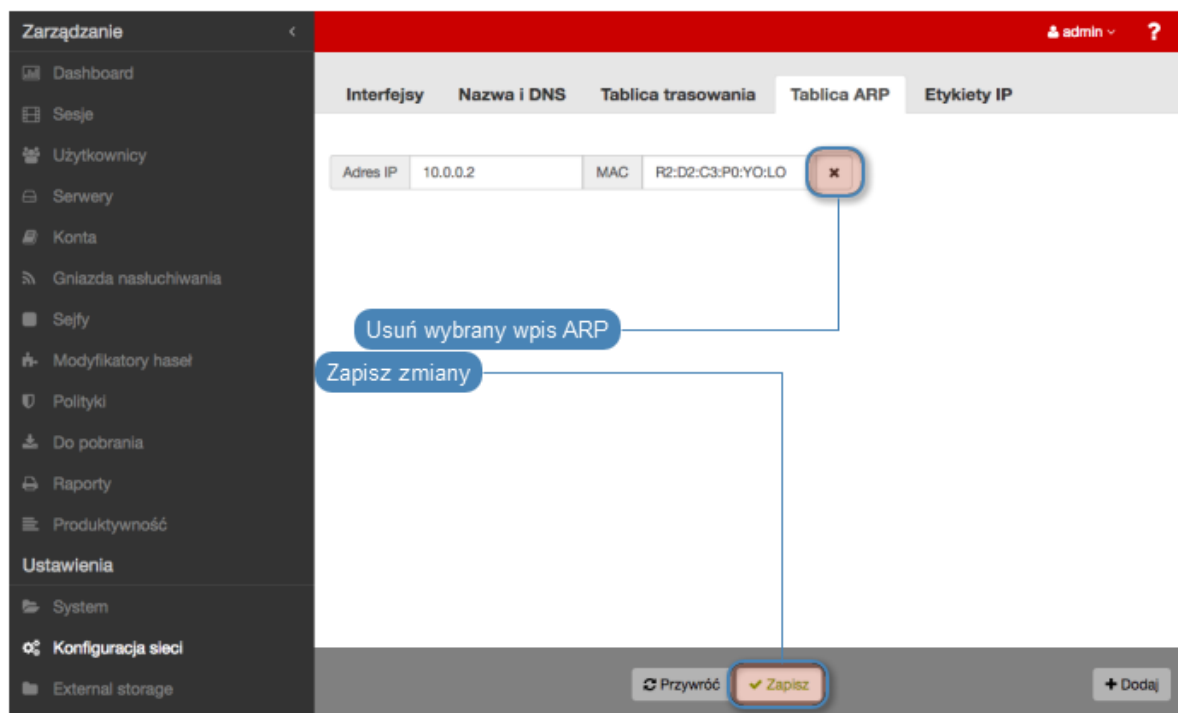 Zarządzanie
admin
?
Dashboard
Sesje
Użytkownicy
Serwery
Konta
Gniazda nasłuchiwania
Sejfy
Modyfikatory haseł
Polityki
Do pobrania
Raporty
Produktywność
Ustawienia
System
Konfiguracja sieci
External storage
Interfejsy Nazwa i DNS Tablica trasowania Tablica ARP Etykiety IP
Adres IP 10.0.0.2 MAC R2:D2:C3:P0:YO:LO
Usuń wybrany wpis ARP
Zapisz zmiany
Przywróć Zapisz + Dodaj